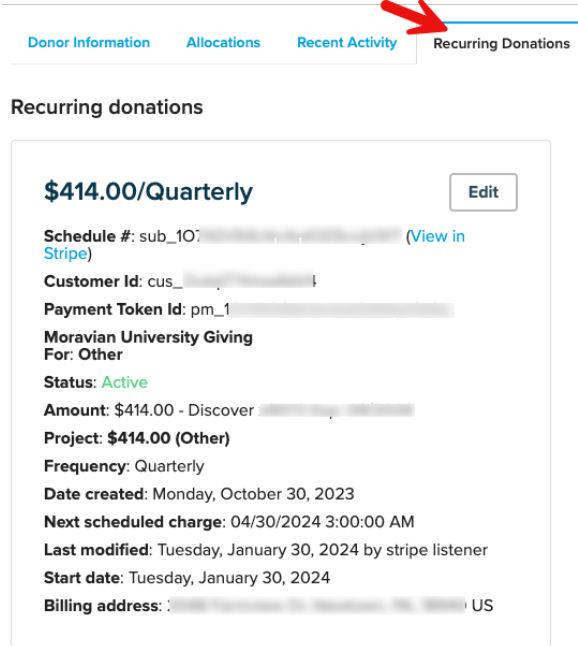 Donor Information Allocations Recent Activity Recurring Donations
Recurring donations
$414.00/Quarterly Edit
Schedule #: sub_1O (View in
Stripe)
Customer Id: cus_
Payment Token Id: pm_1
Moravian University Giving
For: Other
Status: Active
Amount: $414.00 - Discover
Project: $414.00 (Other)
Frequency: Quarterly
Date created: Monday, October 30, 2023
Next scheduled charge: 04/30/2024 3:00:00 AM
Last modified: Tuesday, January 30, 2024 by stripe listener
Start date: Tuesday, January 30, 2024
Billing address: US